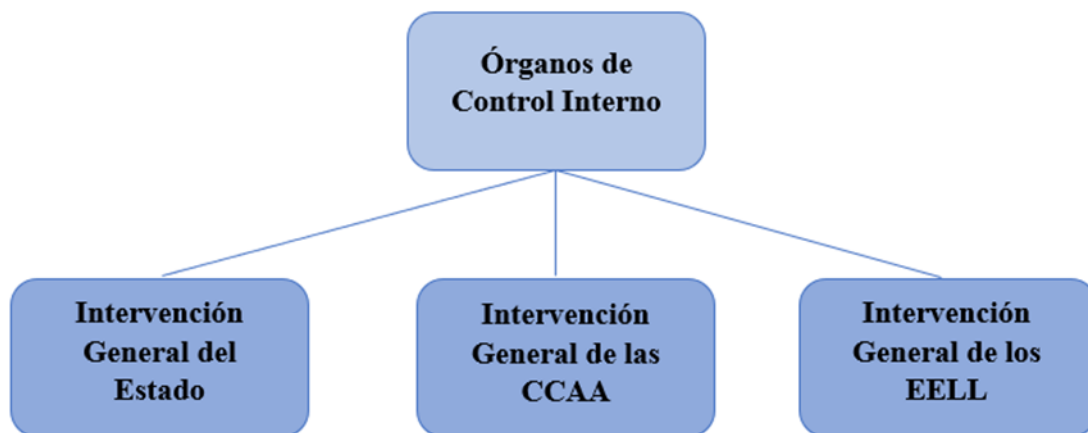 Órganos de
Control Interno
Intervención
General del
Estado
Intervención
General de las
CCAA
Intervención
General de los
EELL